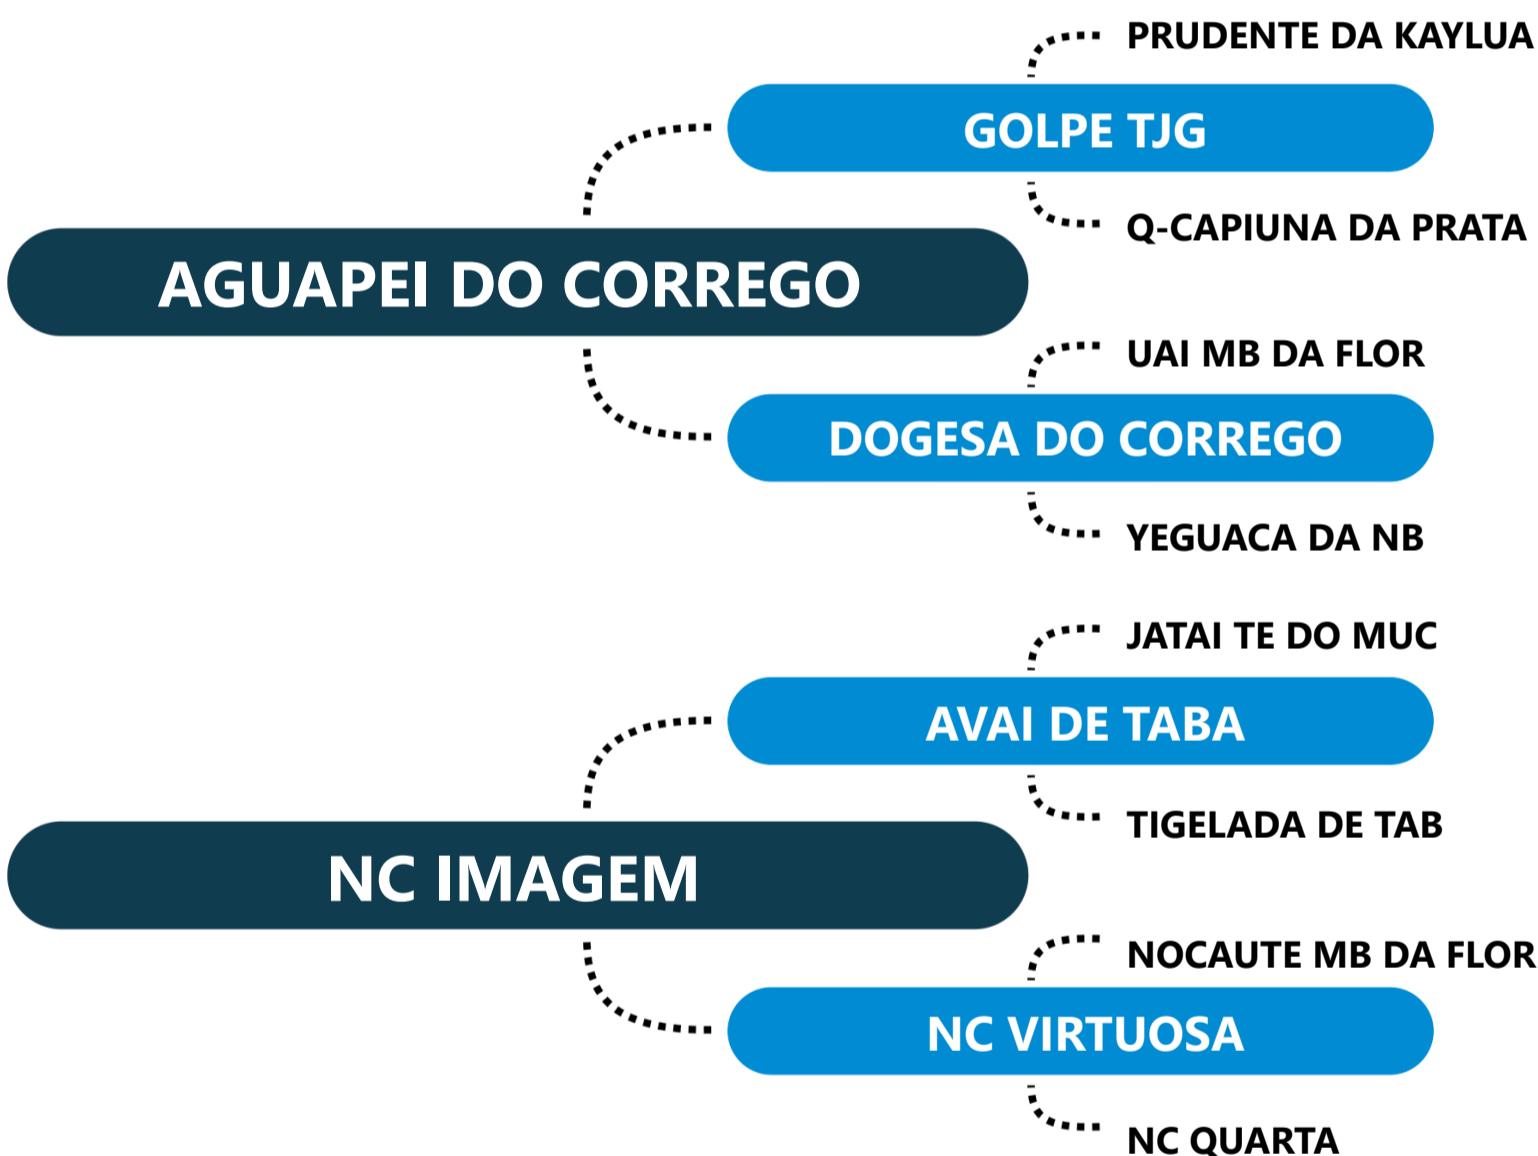 PRUDENTE DA KAYLUA
GOLPE TJG
Q-CAPIUNA DA PRATA
AGUAPEI DO CORREGO
UAI MB DA FLOR
DOGESA DO CORREGO
YEGUACA DA NB
JATAI TE DO MUC
AVAI DE TABA
TIGELADA DE TAB
NC IMAGEM
NOCAUTE MB DA FLOR
NC VIRTUOSA
NC QUARTA